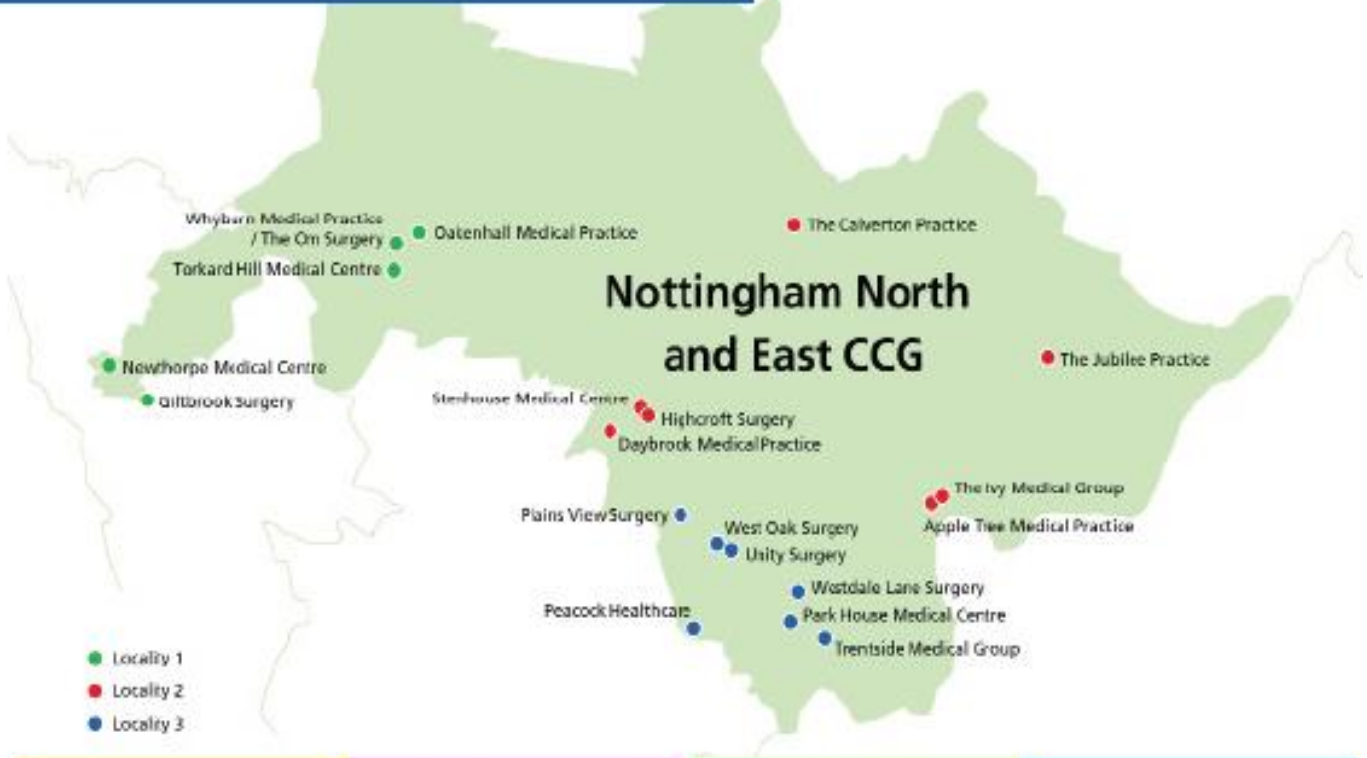 Whyburn Medical Practice
/ The Om Surgery
Oakenhall Medical Practice
Torkard Hill Medical Centre
The Calverton Practice
Nottingham North
and East CCG
Newthorpe Medical Centre
Giltbrook Surgery
The Jubilee Practice
Stenhouse Medical Centre
Highcroft Surgery
Daybrook Medical Practice
The Ivy Medical Group
Apple Tree Medical Practice
Plains View Surgery
West Oak Surgery
Unity Surgery
Westdale Lane Surgery
Peacock Healthcare
Park House Medical Centre
Trentside Medical Group
Locality 1
Locality 2
Locality 3